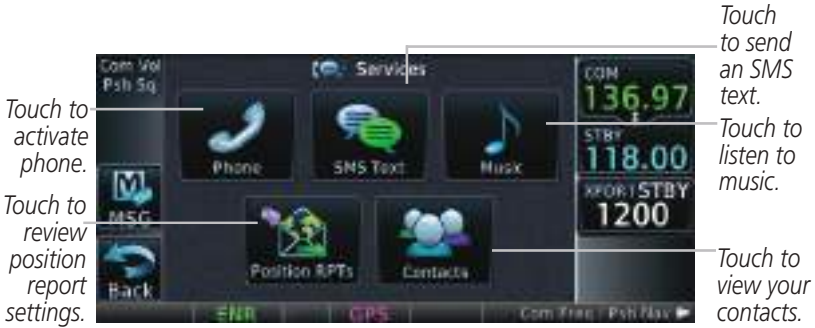 Touch
to send
an SMS
text.
Touch to
activate
phone.
Touch to
listen to
music.
Touch to
review
position
report
settings.
Touch to
view your
contacts.
Com Vol
Psh Sq
Services
COM
136.97
STBY
118.00
XPDR1 STBY
1200
Phone
SMS Text
Music
MSG
Position RPTs
Contacts
Back
ENR
GPS
Com Freq
Psh Nav